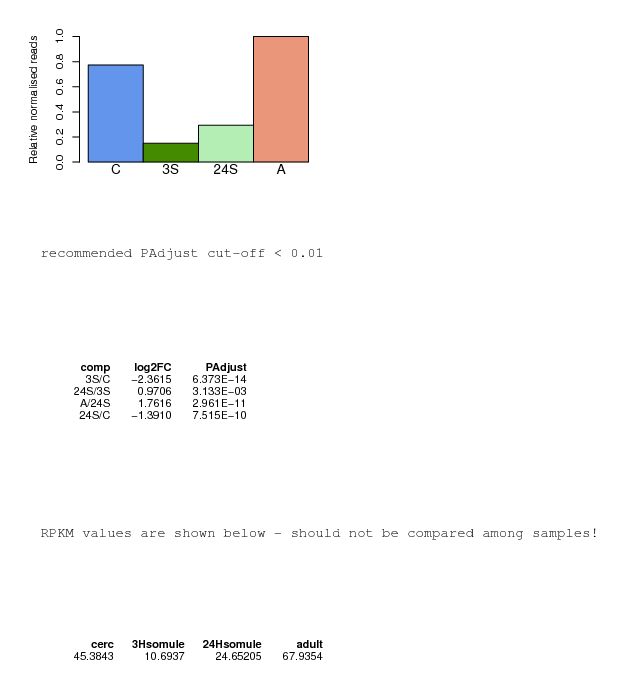 Relative normalised reads
1.0
0.8
0.6
0.4
0.2
0.0
C 3S 24S A
recommended PAdjust cut-off < 0.01
comp log2FC PAdjust
3S/C −2.3615 6.373E−14
24S/3S 0.9706 3.133E−03
A/24S 1.7616 2.961E−11
24S/C −1.3910 7.515E−10
RPKM values are shown below - should not be compared among samples!
cerc 3Hsomule 24Hsomule adult
45.3843 10.6937 24.65205 67.9354